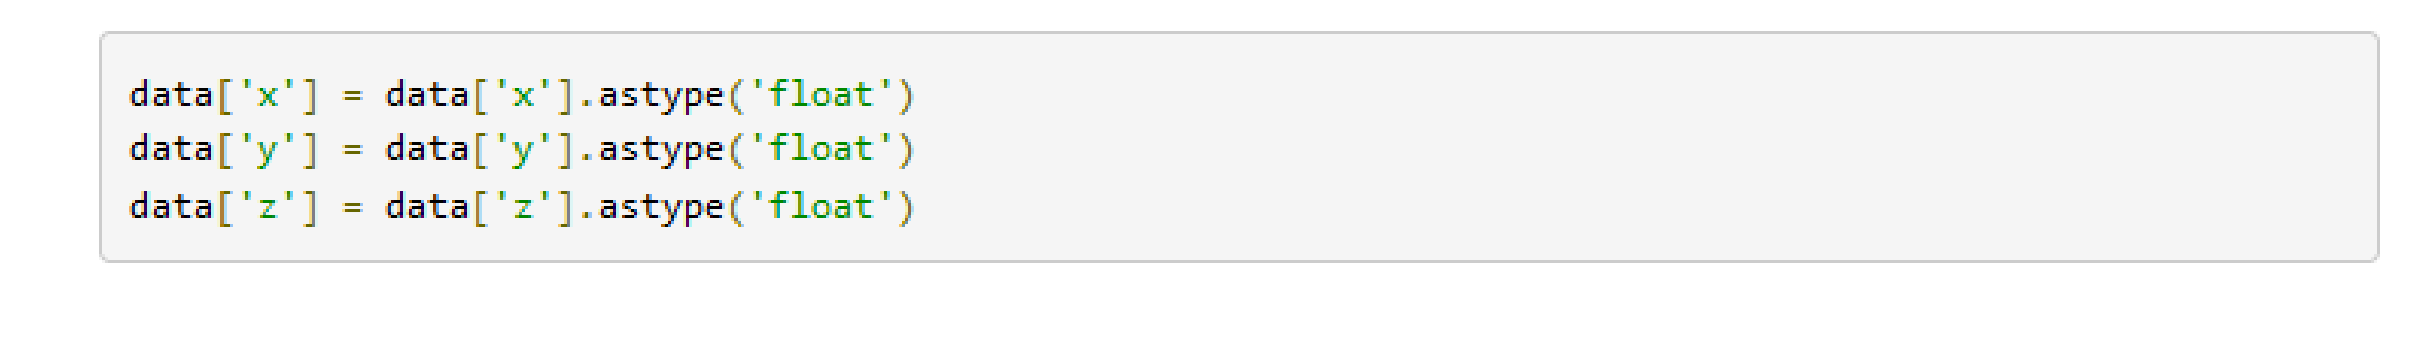 data['x'] = data['x'].astype('float')
data['y'] = data['y'].astype('float')
data['z'] = data['z'].astype('float')